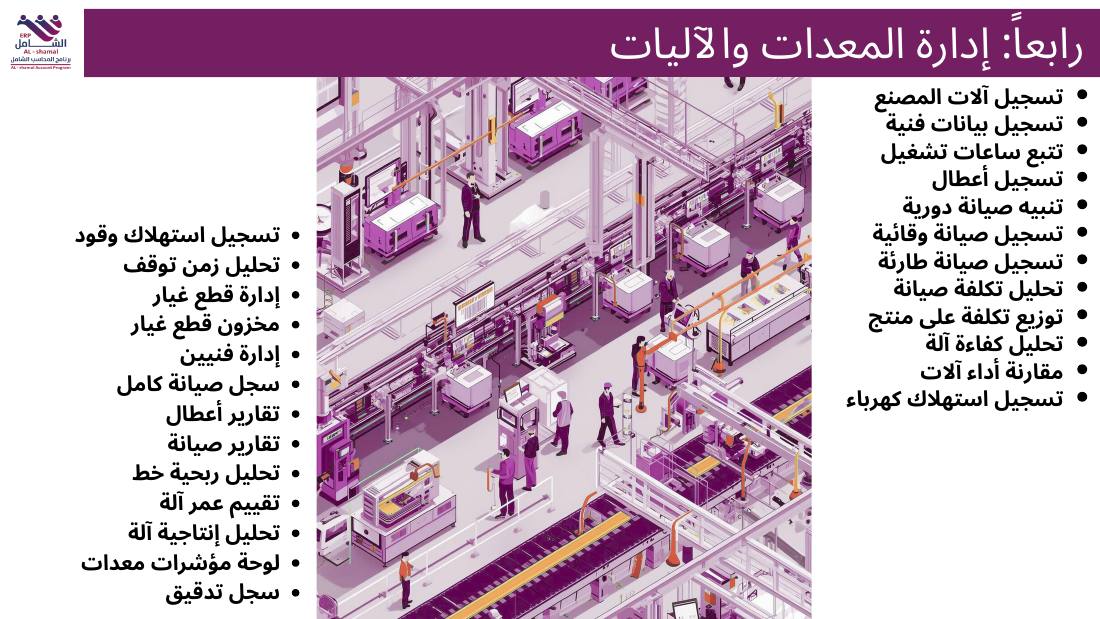 رابعاً: إدارة المعدات والآليات
ERP
الشامل
AL - shamal
برنامج المحاسب الشامل
AL - shamal Account Program
تسجيل آلات المصنع
تسجيل بيانات فنية
تتبع ساعات تشغيل
تسجيل أعطال
تنبيه صيانة دورية
تسجيل صيانة وقائية
تسجيل صيانة طارئة
تحليل تكلفة صيانة
توزيع تكلفة على منتج
تحليل كفاءة آلة
مقارنة أداء آلات
تسجيل استهلاك كهرباء
تسجيل استهلاك وقود
تحليل زمن توقف
إدارة قطع غيار
مخزون قطع غيار
إدارة فنيين
سجل صيانة كامل
تقارير أعطال
تقارير صيانة
تحليل ربحية خط
تقييم عمر آلة
تحليل إنتاجية آلة
لوحة مؤشرات معدات
سجل تدقيق